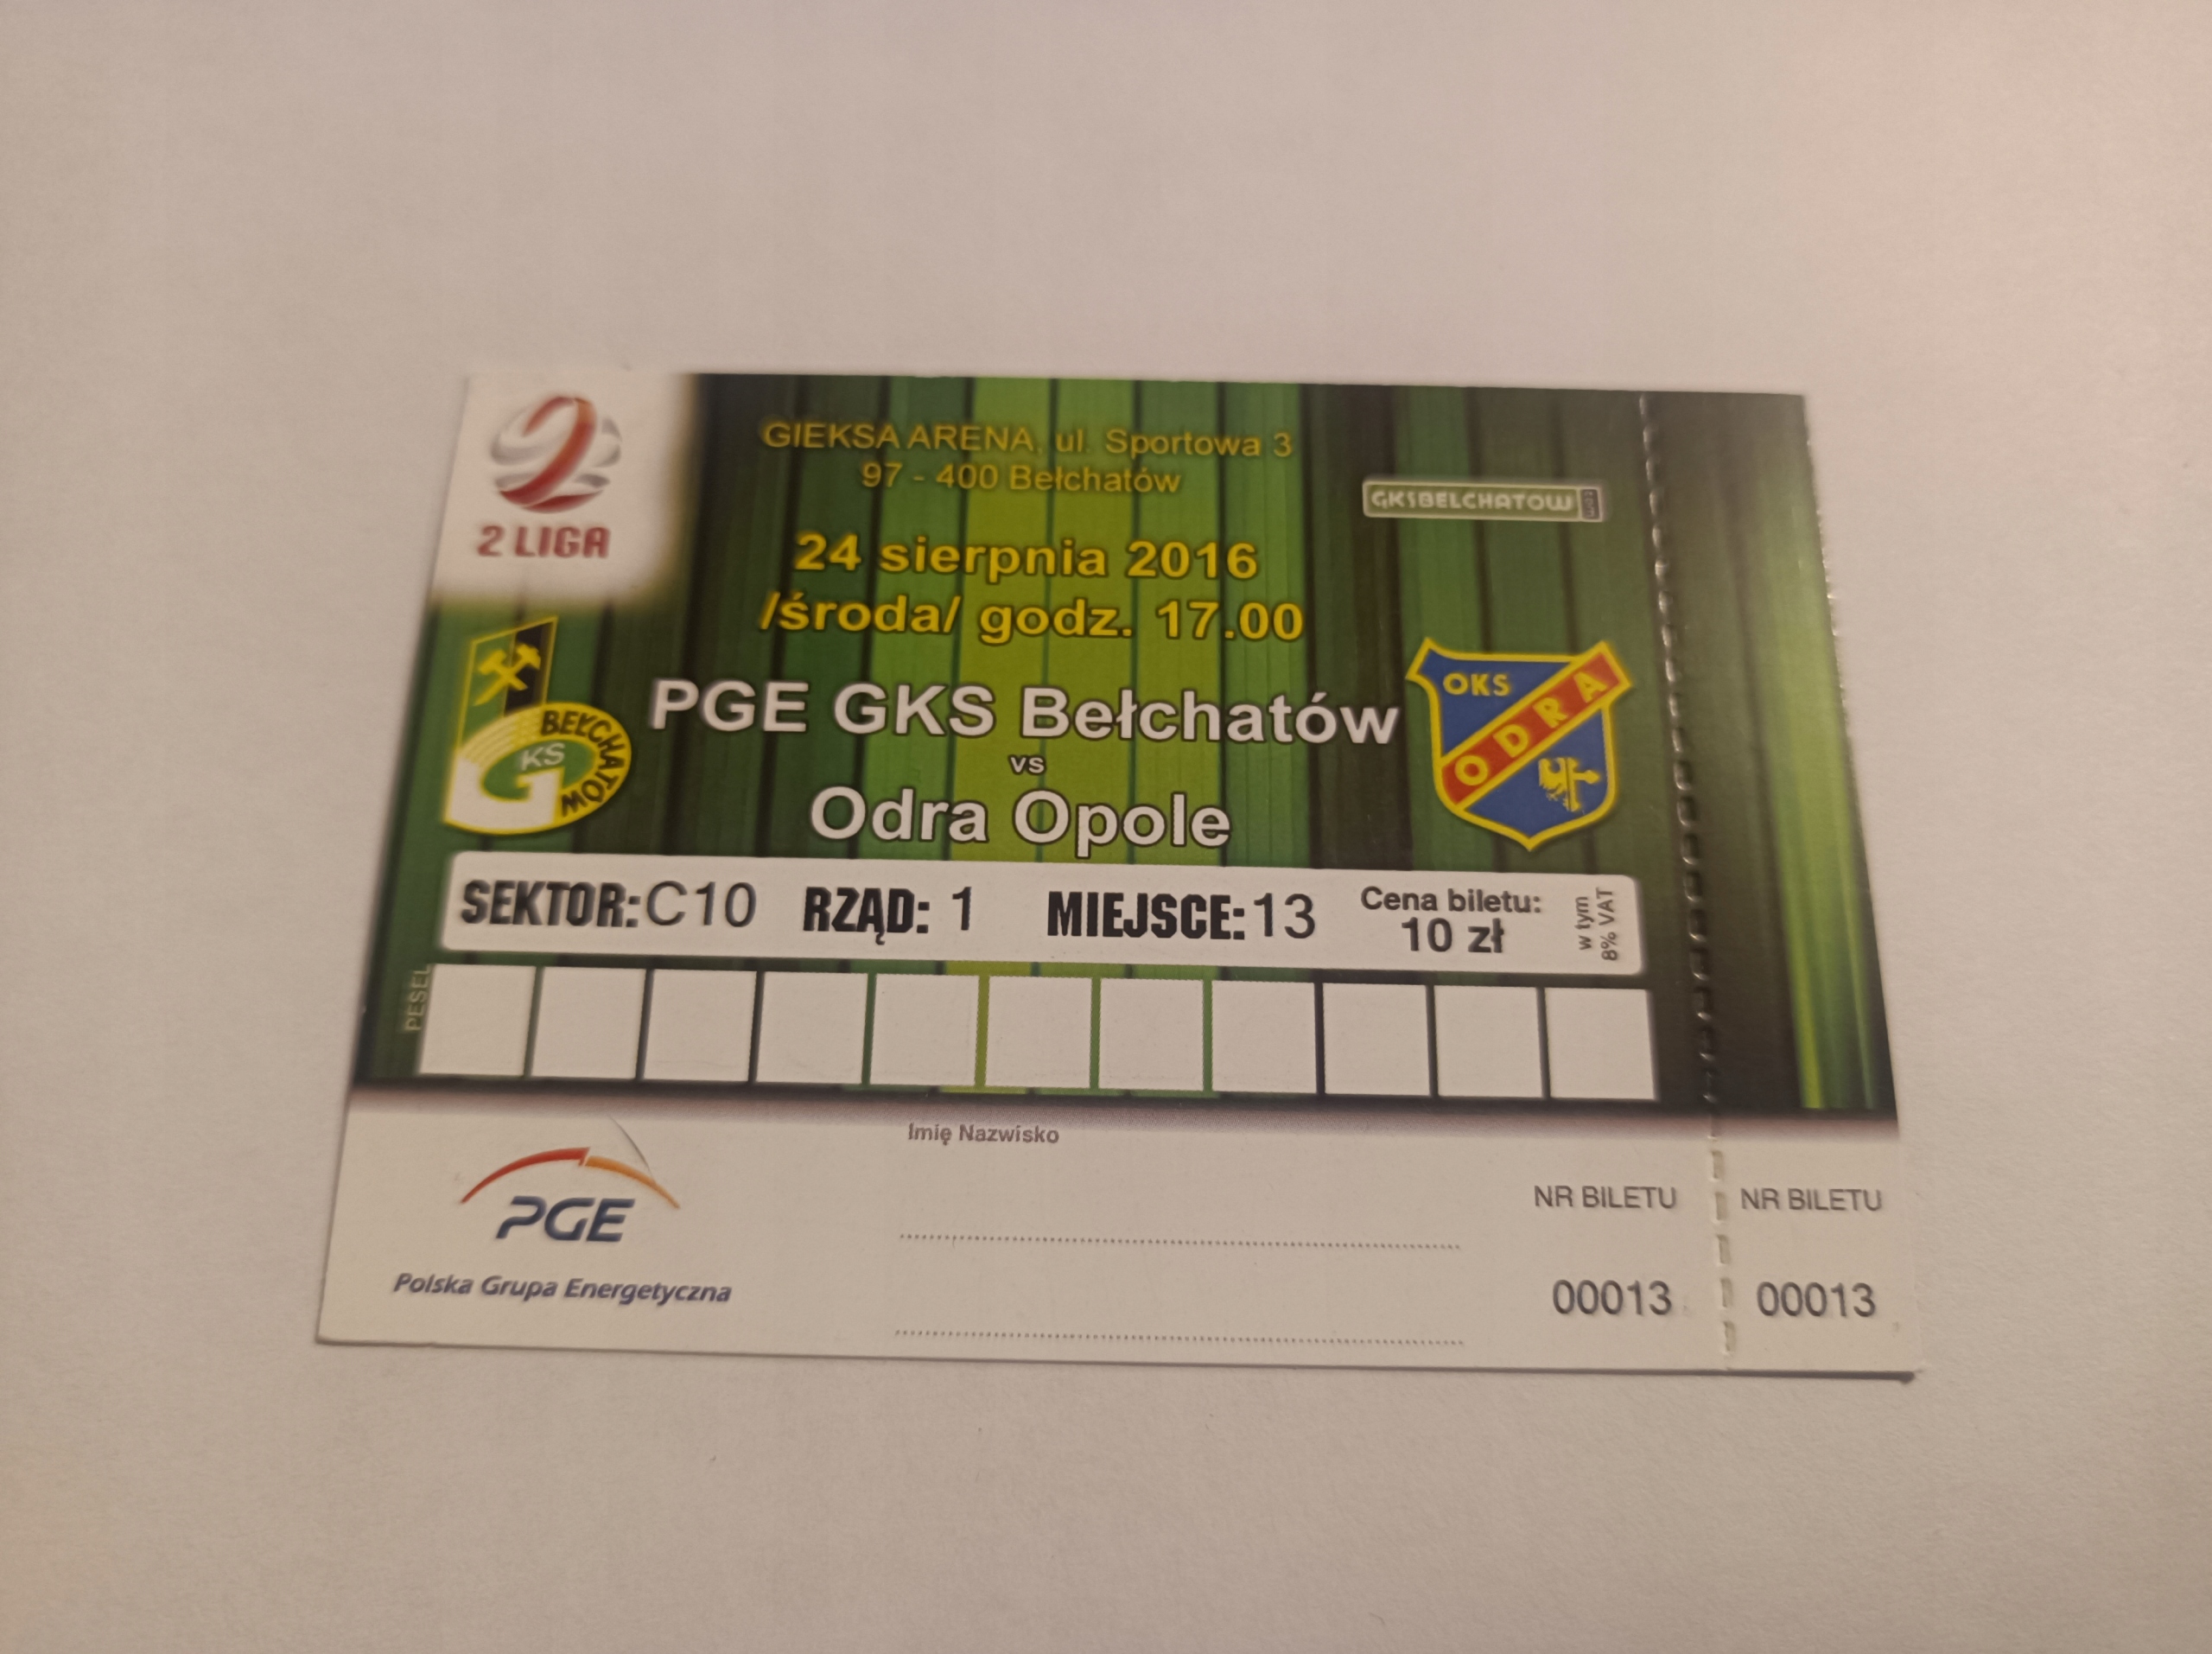 GIEKSA ARENA, ul. Sportowa 3
97 - 400 Bełchatów
2 LIGA
GKSBELCHATOW.COM
24 sierpnia 2016
/środa/ godz. 17.00
BEŁCHATÓW
GKS
PGE GKS Bełchatów
vs
Odra Opole
OKS
ODRA
SEKTOR: C10 RZĄD: 1 MIEJSCE: 13 Cena biletu:
10 zł
w tym
8% VAT
PESEL
Imię Nazwisko
PGE
Polska Grupa Energetyczna
NR BILETU NR BILETU
00013 00013